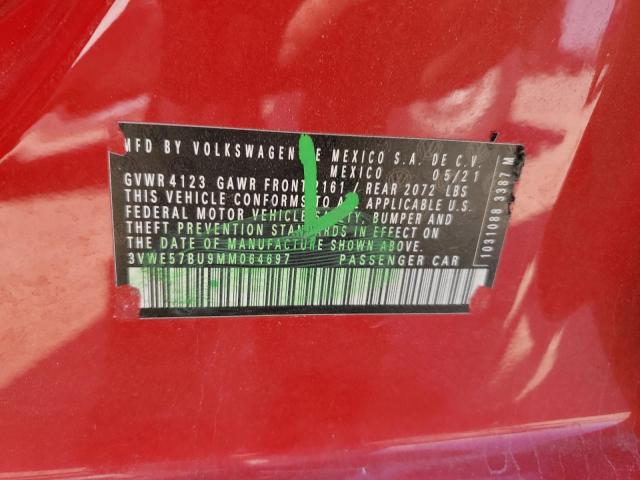 MFD BY VOLKSWAGEN DE MEXICO S.A. DE C.V.
MEXICO 05/21
GVWR 4123 GAWR FRONT 2161 / REAR 2072 LBS
THIS VEHICLE CONFORMS TO ALL APPLICABLE U.S.
FEDERAL MOTOR VEHICLE SAFETY, BUMPER AND
THEFT PREVENTION STANDARDS IN EFFECT ON
THE DATE OF MANUFACTURE SHOWN ABOVE.
3VWE57BU9MM064697 PASSENGER CAR
1031088 3387 M